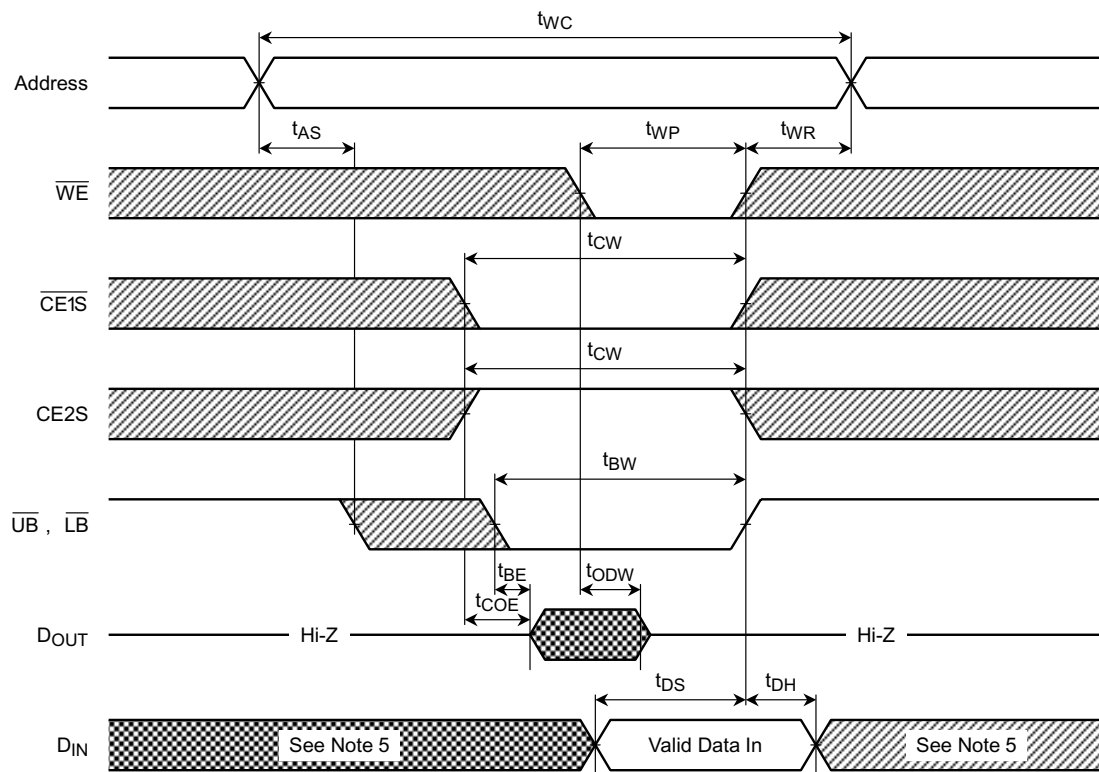 tWC
Address
tAS
tWP
tWR
WE
tCW
CE1S
tCW
CE2S
tBW
UB , LB
tBE
tODW
tCOE
DOUT
Hi-Z
Hi-Z
tDS
tDH
DIN
See Note 5
Valid Data In
See Note 5